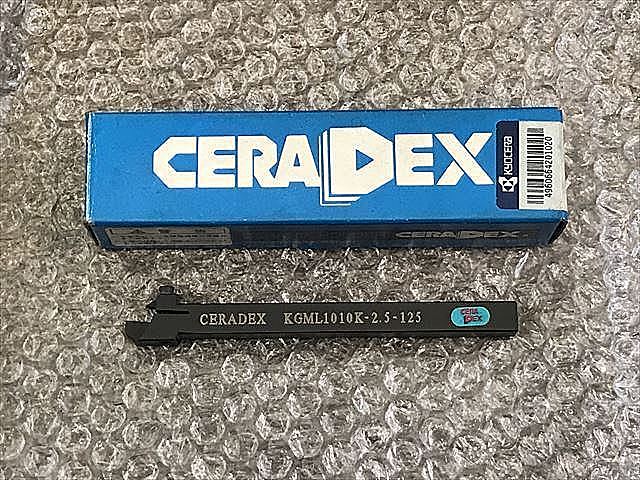 CERADEX
KYOCERA
4960664201020
CERADEX
CERADEX KGML1010K-2.5-125
CERA
DEX